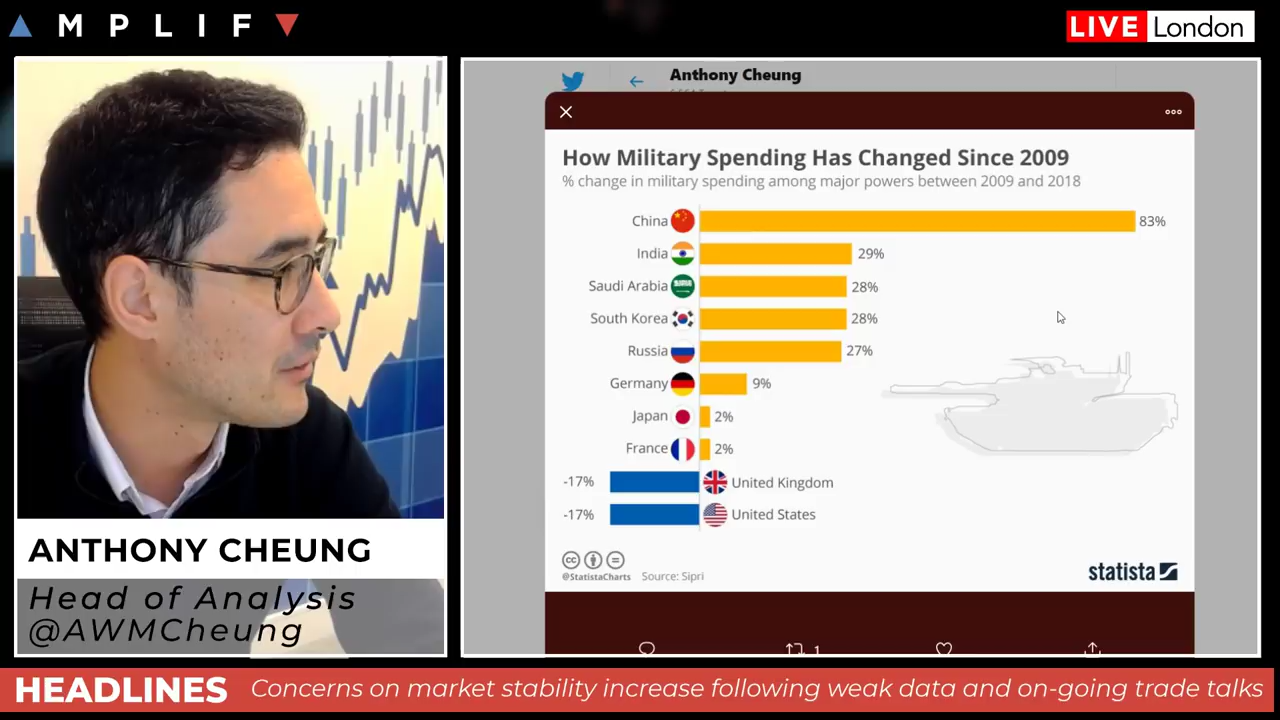 AMPLIFY
LIVE London
Anthony Cheung
How Military Spending Has Changed Since 2009
% change in military spending among major powers between 2009 and 2018
China 83%
India 29%
Saudi Arabia 28%
South Korea 28%
Russia 27%
Germany 9%
Japan 2%
France 2%
-17% United Kingdom
-17% United States
@StatistaCharts Source: Sipri
statista
1
ANTHONY CHEUNG
Head of Analysis
@AWMCheung
HEADLINES Concerns on market stability increase following weak data and on-going trade talks